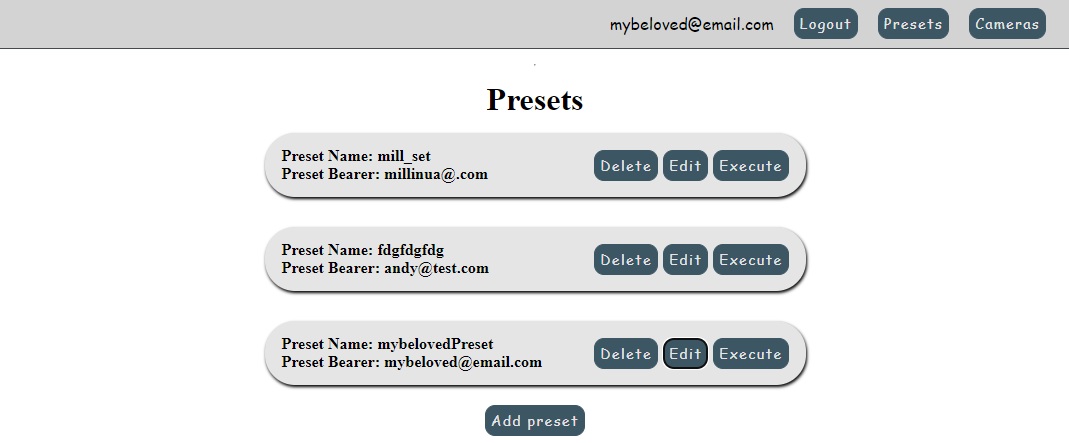 mybeloved@email.com Logout Presets Cameras
Presets
Preset Name: mill_set
Preset Bearer: millinua@.com
Delete Edit Execute
Preset Name: fdgfdgfdg
Preset Bearer: andy@test.com
Delete Edit Execute
Preset Name: mybelovedPreset
Preset Bearer: mybeloved@email.com
Delete Edit Execute
Add preset